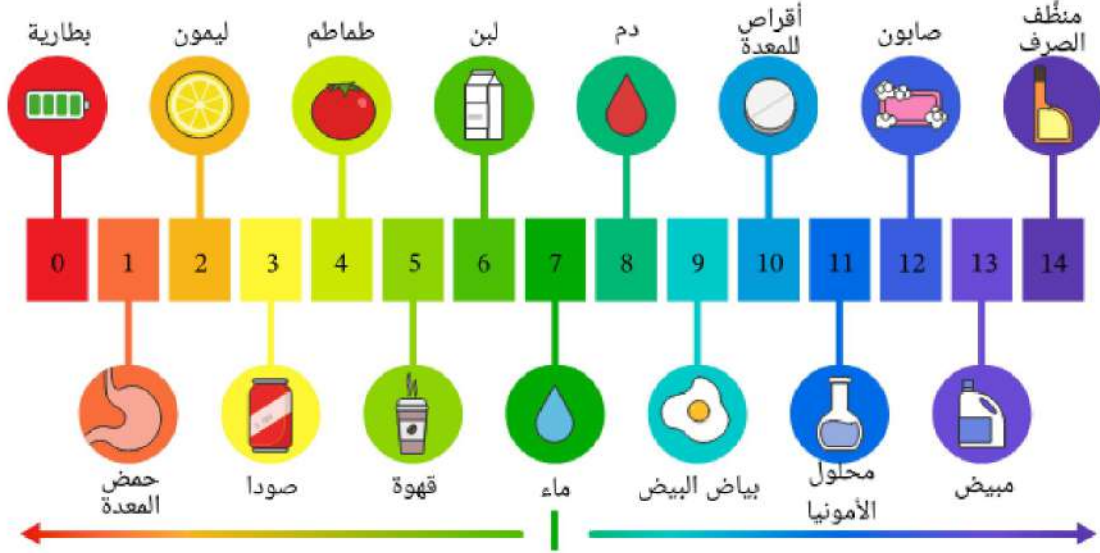 بطارية
ليمون
طماطم
لبن
دم
أقراص
للمعدة
صابون
منظِّف
الصرف
0 1 2 3 4 5 6 7 8 9 10 11 12 13 14
حمض
المعدة
صودا
قهوة
ماء
بياض البيض
محلول
الأمونيا
مبيض